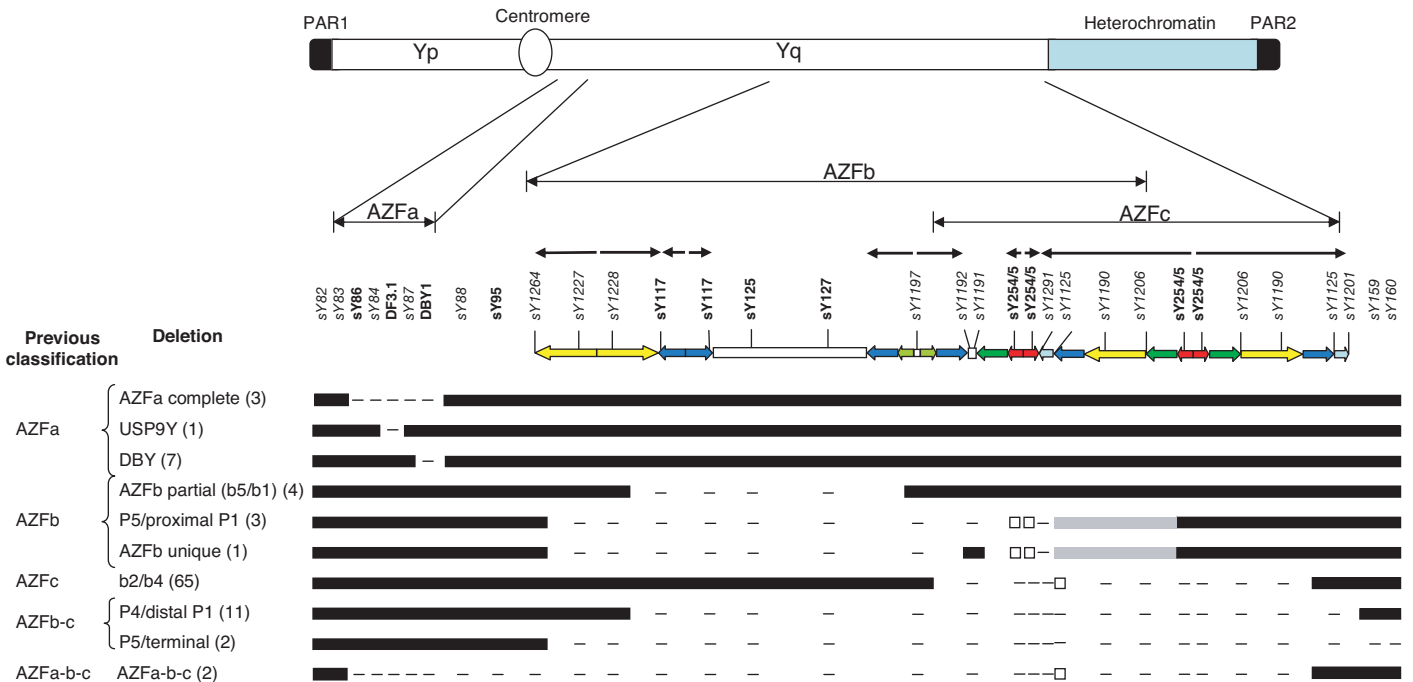 Centromere
PAR1
Heterochromatin
PAR2
Yp
Yq
AZFb
AZFa
AZFc
sY82
sY83
sY86
sY84
DF3.1
sY87
DBY1
sY88
sY95
sY1264
sY1227
sY1228
sY117
sY117
sY125
sY127
sY1197
sY1192
sY1191
sY254/5
sY254/5
sY1291
sY1125
sY1190
sY1206
sY254/5
sY254/5
sY1206
sY1190
sY1125
sY1201
sY159
sY160
Previous
classification
Deletion
AZFa
AZFa complete (3)
USP9Y (1)
DBY (7)
AZFb
AZFb partial (b5/b1) (4)
P5/proximal P1 (3)
AZFb unique (1)
AZFc
b2/b4 (65)
AZFb-c
P4/distal P1 (11)
P5/terminal (2)
AZFa-b-c
AZFa-b-c (2)